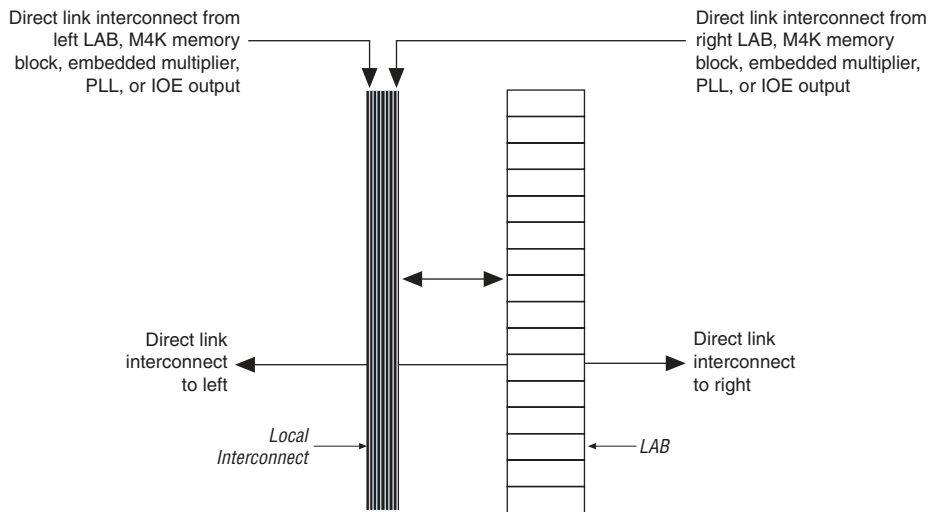 Direct link interconnect from
left LAB, M4K memory
block, embedded multiplier,
PLL, or IOE output
Direct link interconnect from
right LAB, M4K memory
block, embedded multiplier,
PLL, or IOE output
Direct link
interconnect
to left
Direct link
interconnect
to right
Local
Interconnect
LAB